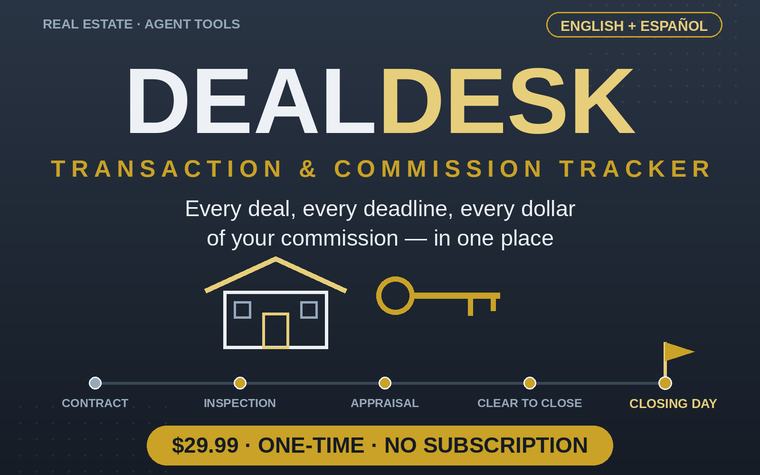 REAL ESTATE · AGENT TOOLS
ENGLISH + ESPAÑOL
DEALDESK
TRANSACTION & COMMISSION TRACKER
Every deal, every deadline, every dollar
of your commission — in one place
CONTRACT
INSPECTION
APPRAISAL
CLEAR TO CLOSE
CLOSING DAY
$29.99 · ONE-TIME · NO SUBSCRIPTION